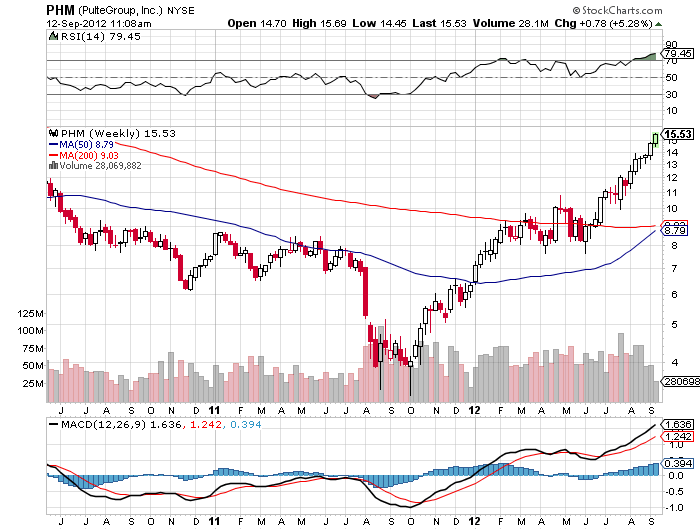 PHM (PulteGroup, Inc.) NYSE
© StockCharts.com
12-Sep-2012 11:08am
Open 14.70 High 15.69 Low 14.45 Last 15.53 Volume 28.1M Chg +0.78 (+5.28%)
RSI(14) 79.45
90
79.45
70
50
30
10
PHM (Weekly) 15.53
MA(50) 8.79
MA(200) 9.03
Volume 28,069,882
15.53
15
14
13
12
11
10
8.79
8
7
6
5
4
125M
100M
75M
50M
25M
280698
J J A S O N D 11 F M A M J J A S O N D 12 F M A M J J A S
MACD(12,26,9) 1.636, 1.242, 0.394
1.636
1.242
0.394
0.0
-0.5
-1.0
J J A S O N D 11 F M A M J J A S O N D 12 F M A M J J A S